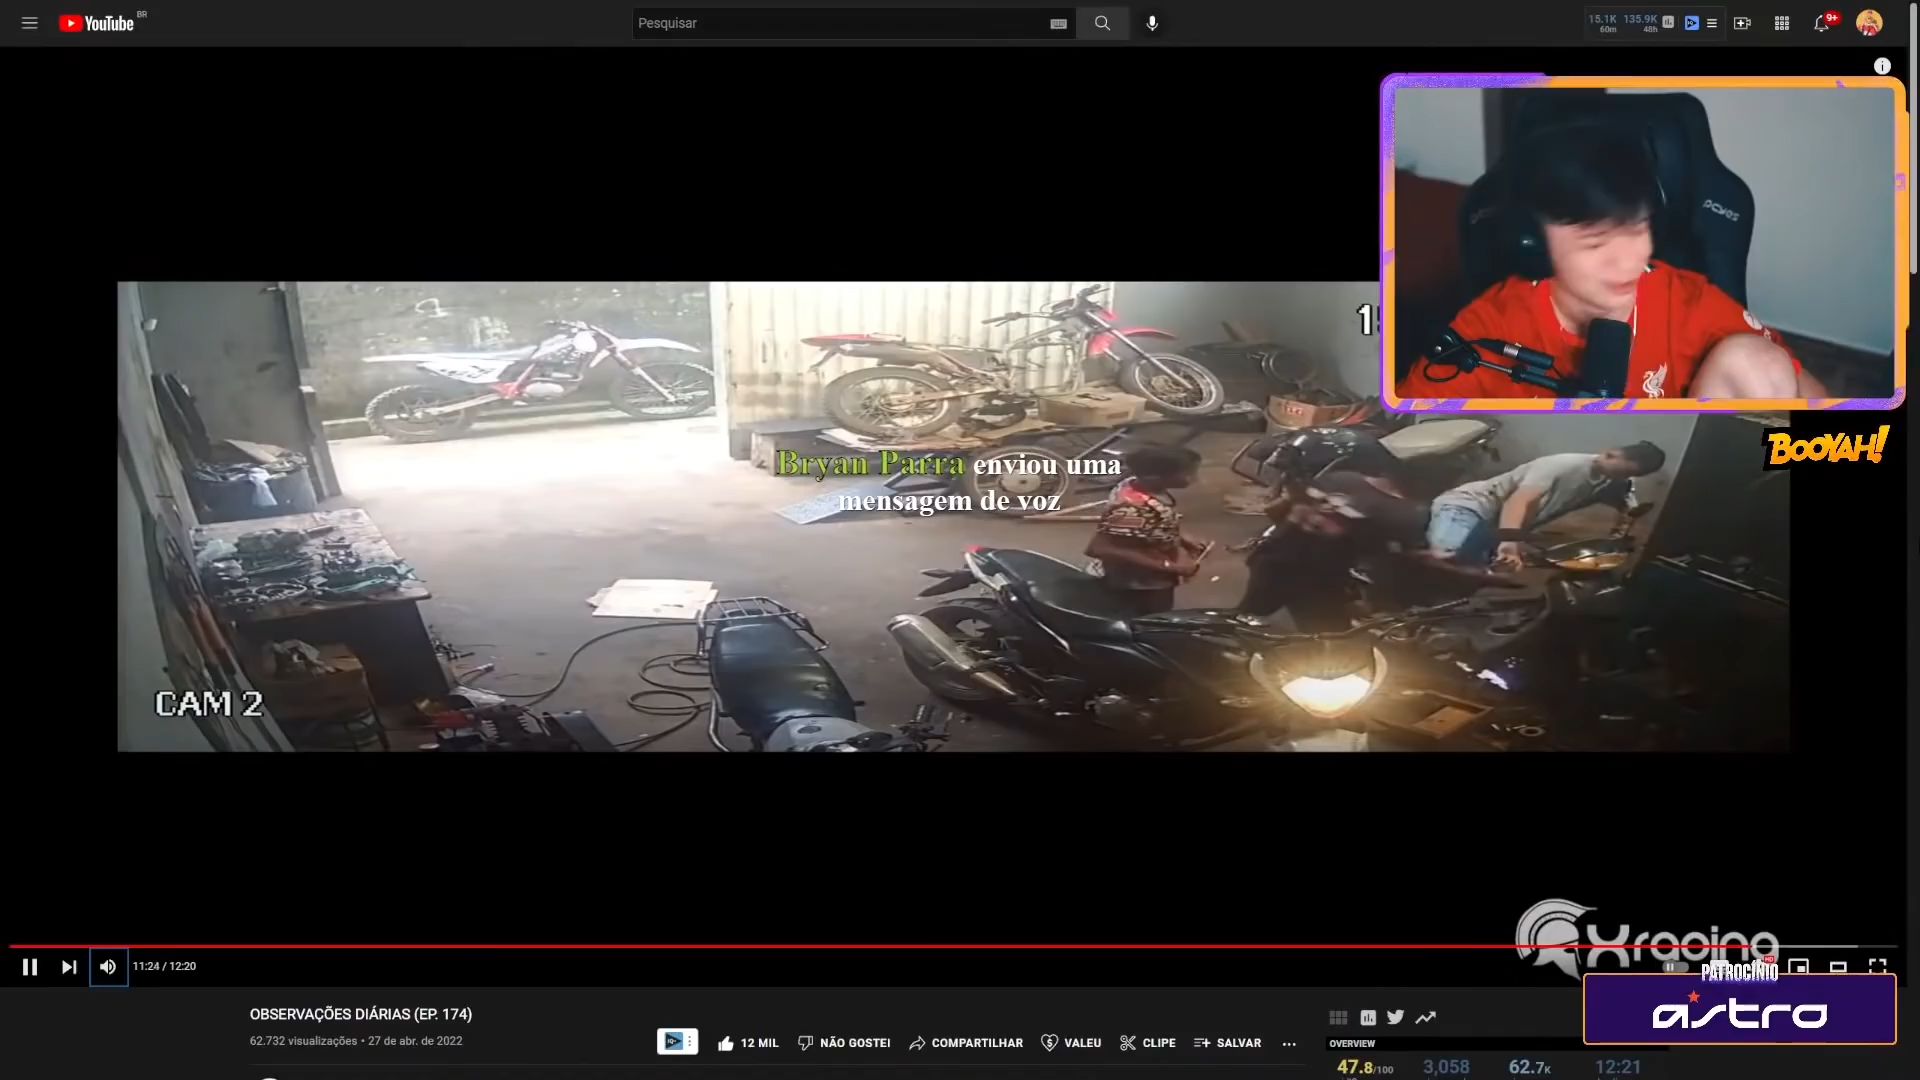 YouTube BR
Pesquisar
15.1K 135.9K
60m 48h
9+
pcyes
BOOYAH!
Bryan Parra enviou uma
mensagem de voz
CAM 2
Xracing
11:24 / 12:20
HD
PATROCÍNIO
astro
OBSERVAÇÕES DIÁRIAS (EP. 174)
62.732 visualizações • 27 de abr. de 2022
12 MIL NÃO GOSTEI COMPARTILHAR VALEU CLIPE SALVAR
OVERVIEW
47.8/100 3,058 62.7K 12:21